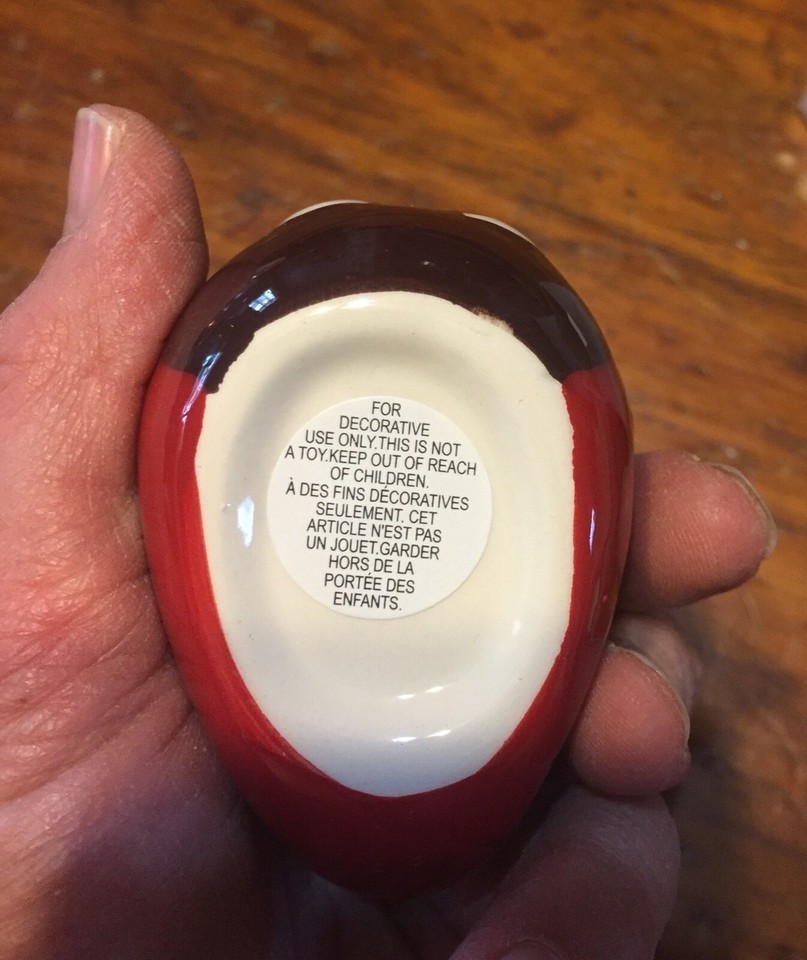 FOR
DECORATIVE
USE ONLY.THIS IS NOT
A TOY.KEEP OUT OF REACH
OF CHILDREN.
À DES FINS DÉCORATIVES
SEULEMENT. CET
ARTICLE N'EST PAS
UN JOUET.GARDER
HORS DE LA
PORTÉE DES
ENFANTS.